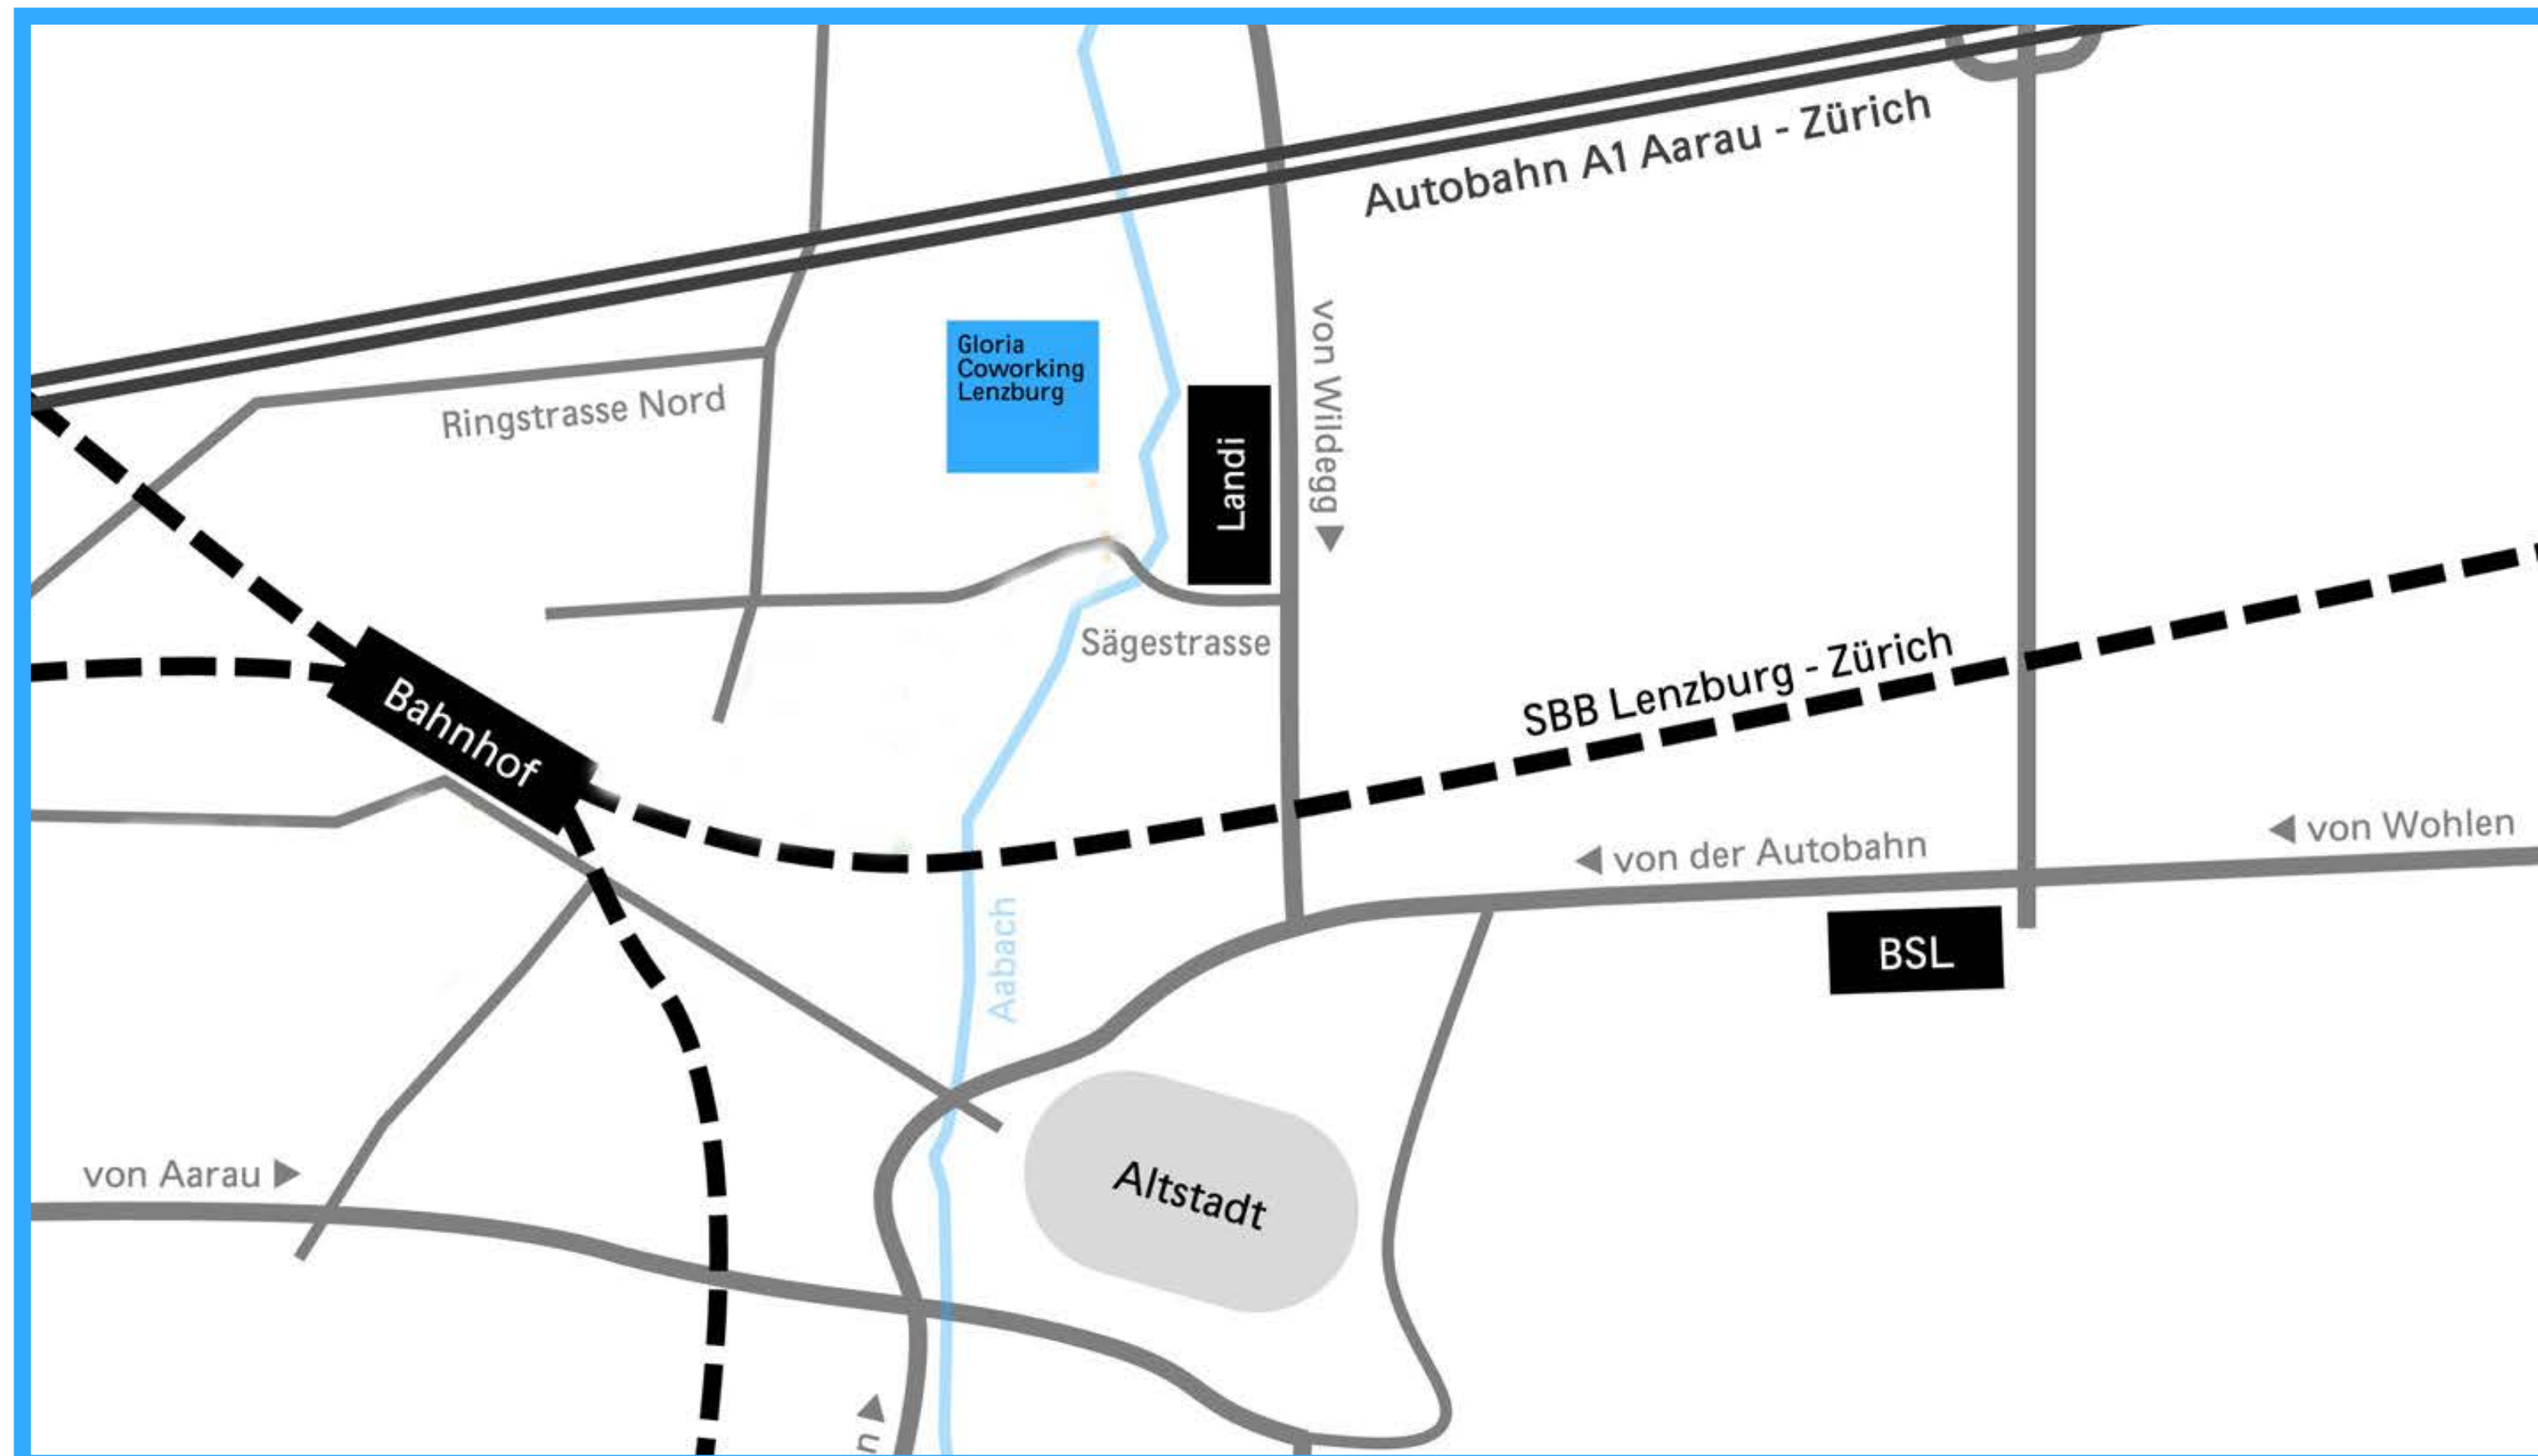 Autobahn A1 Aarau - Zürich
Gloria
Coworking
Lenzburg
von Wildegg
Ringstrasse Nord
Landi
Sägestrasse
SBB Lenzburg - Zürich
Bahnhof
von Wohlen
von der Autobahn
Aabach
BSL
von Aarau
Altstadt
n